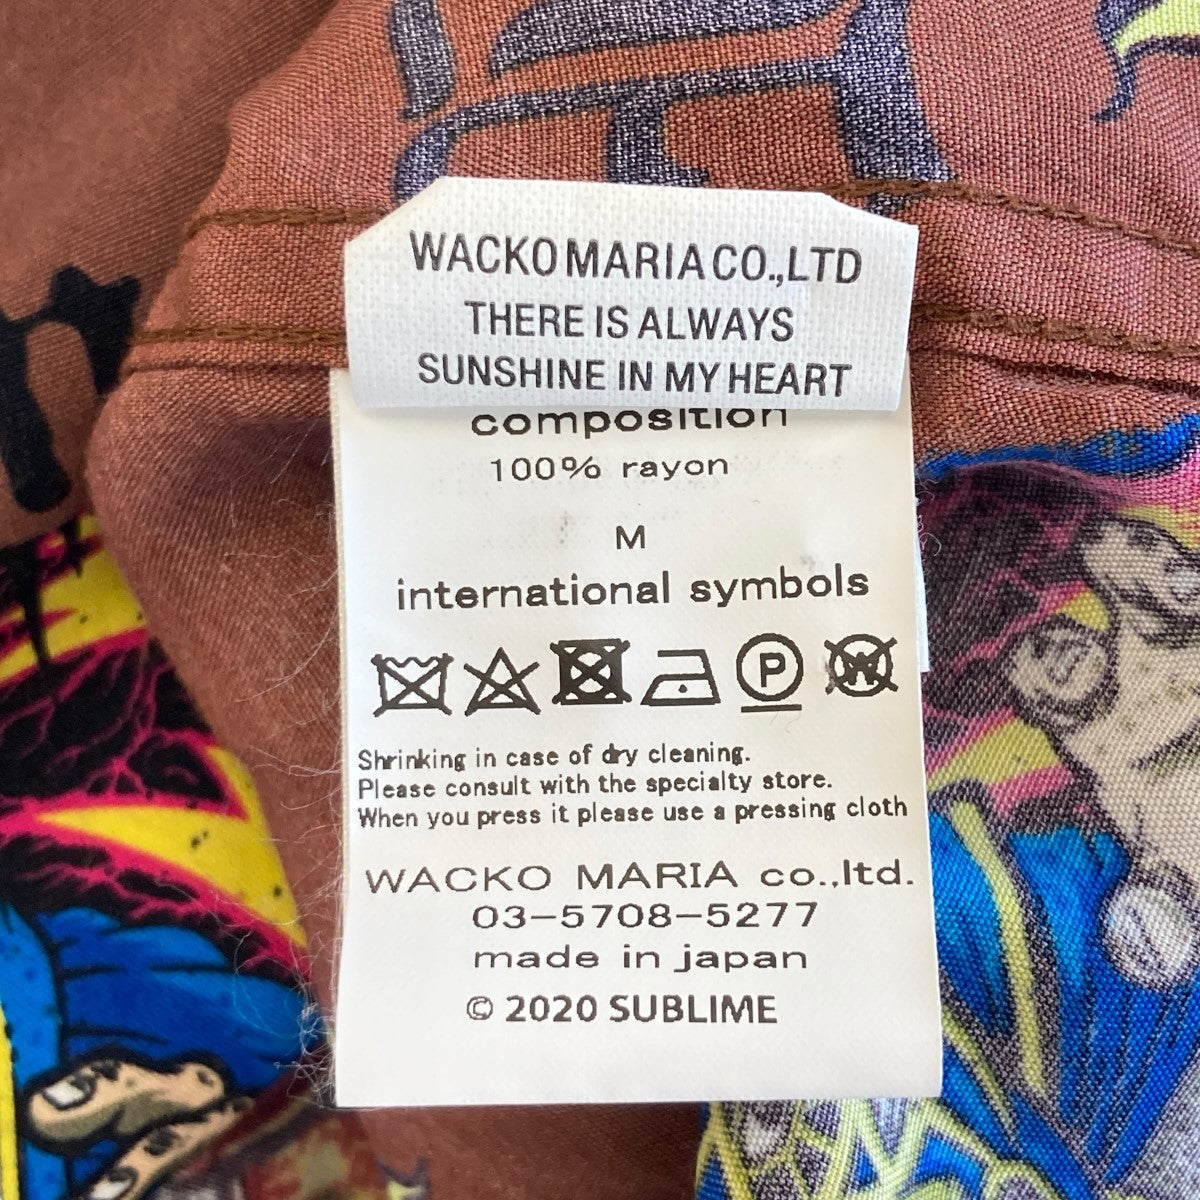 WACKO MARIA CO.,LTD
THERE IS ALWAYS
SUNSHINE IN MY HEART
composition
100% rayon
M
international symbols
P
W
Shrinking in case of dry cleaning.
Please consult with the specialty store.
When you press it please use a pressing cloth
WACKO MARIA co.,ltd.
03-5708-5277
made in japan
© 2020 SUBLIME